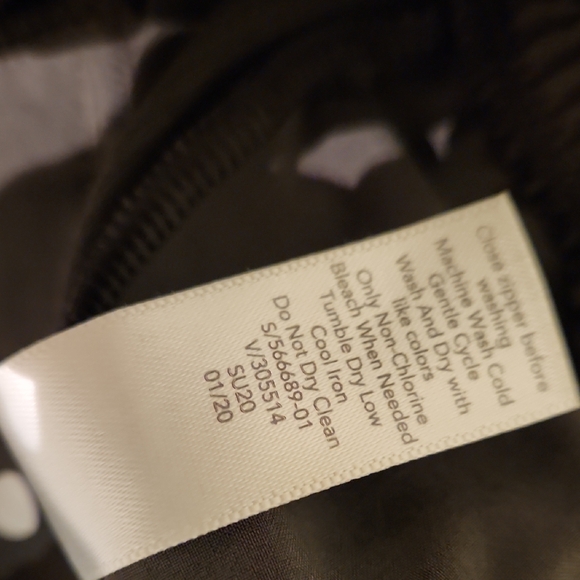 Close zipper before
washing
Machine Wash Cold
Gentle Cycle
Wash And Dry with
like colors
Only Non-Chlorine
Bleach When Needed
Tumble Dry Low
Cool Iron
Do Not Dry Clean
S/566689-01
V/305514
SU20
01/20